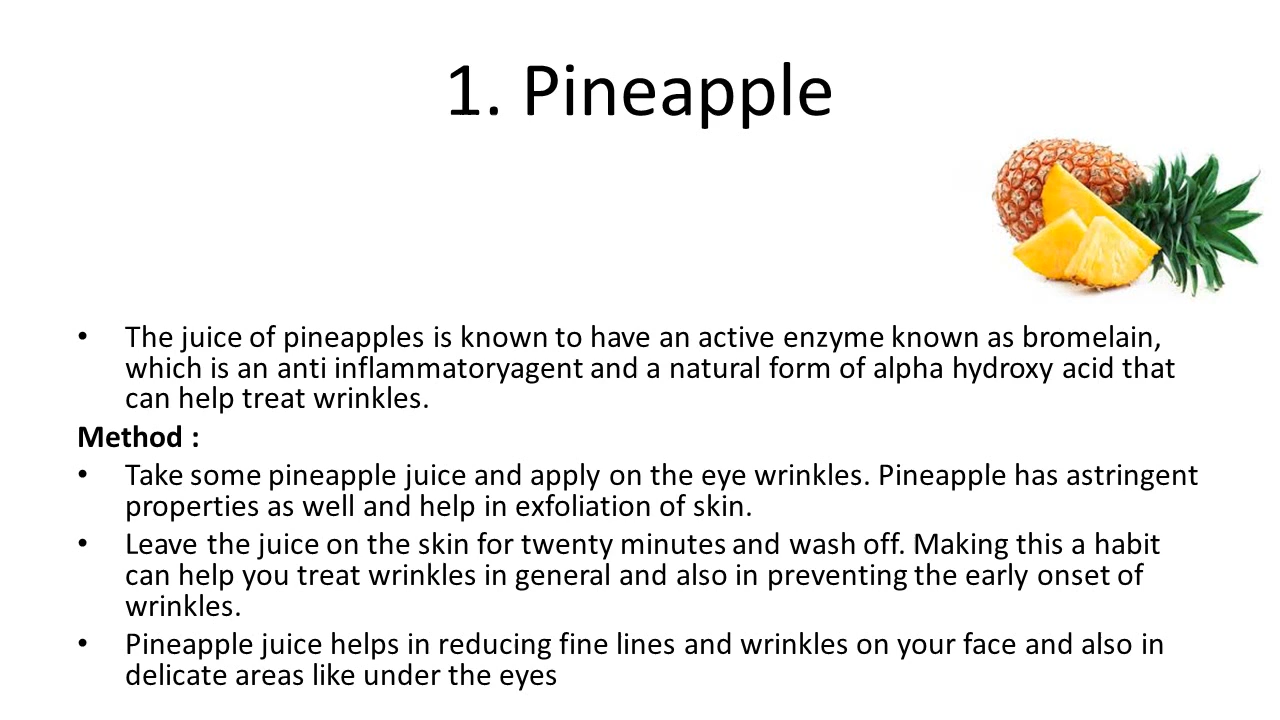 1. Pineapple
• The juice of pineapples is known to have an active enzyme known as bromelain,
which is an anti inflammatoryagent and a natural form of alpha hydroxy acid that
can help treat wrinkles.
Method :
• Take some pineapple juice and apply on the eye wrinkles. Pineapple has astringent
properties as well and help in exfoliation of skin.
• Leave the juice on the skin for twenty minutes and wash off. Making this a habit
can help you treat wrinkles in general and also in preventing the early onset of
wrinkles.
• Pineapple juice helps in reducing fine lines and wrinkles on your face and also in
delicate areas like under the eyes